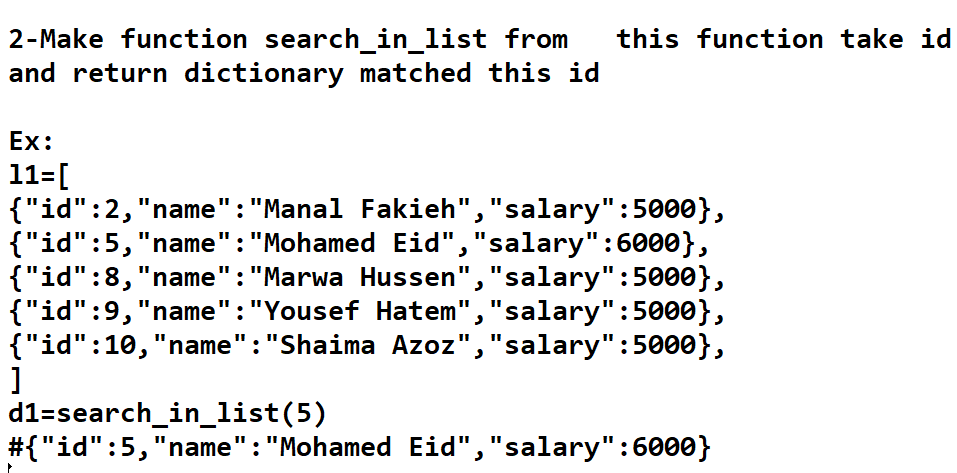 2-Make function search_in_list from   this function take id
and return dictionary matched this id
Ex:
l1=[
{"id":2,"name":"Manal Fakieh","salary":5000},
{"id":5,"name":"Mohamed Eid","salary":6000},
{"id":8,"name":"Marwa Hussen","salary":5000},
{"id":9,"name":"Yousef Hatem","salary":5000},
{"id":10,"name":"Shaima Azoz","salary":5000},
]
d1=search_in_list(5)
#{"id":5,"name":"Mohamed Eid","salary":6000}